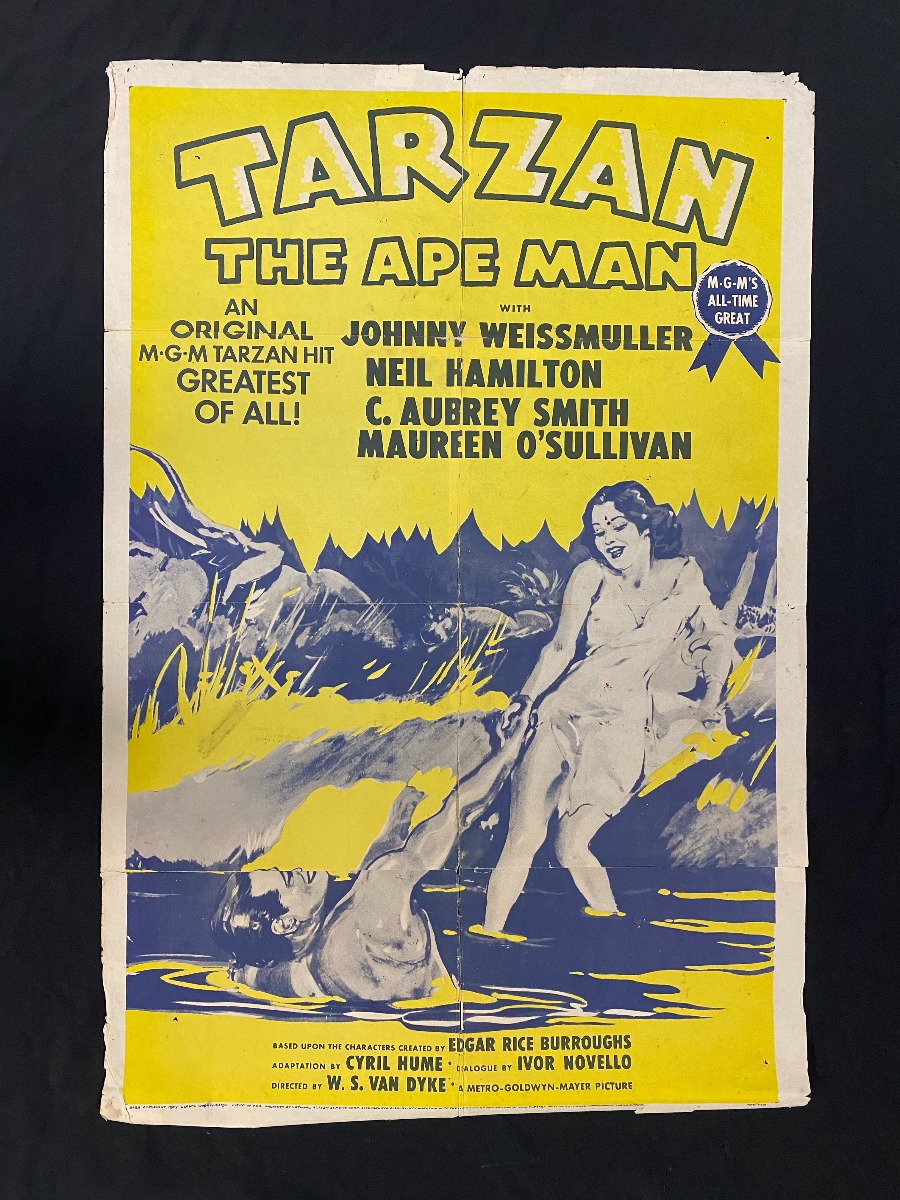 TARZAN
THE APE MAN
M·G·M'S
ALL-TIME
GREAT
AN
ORIGINAL
M·G·M TARZAN HIT
GREATEST
OF ALL!
WITH
JOHNNY WEISSMULLER
NEIL HAMILTON
C. AUBREY SMITH
MAUREEN O'SULLIVAN
BASED UPON THE CHARACTERS CREATED BY EDGAR RICE BURROUGHS
ADAPTATION BY CYRIL HUME · DIALOGUE BY IVOR NOVELLO
DIRECTED BY W. S. VAN DYKE · A METRO-GOLDWYN-MAYER PICTURE